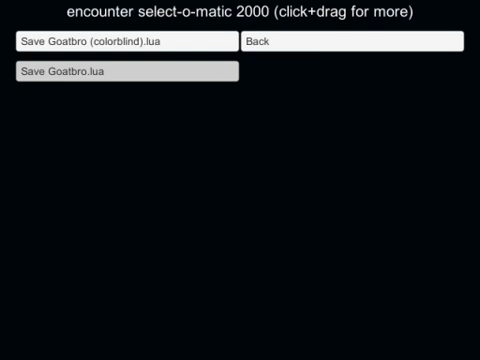 encounter select-o-matic 2000 (click+drag for more)
Save Goatbro (colorblind).lua
Back
Save Goatbro.lua